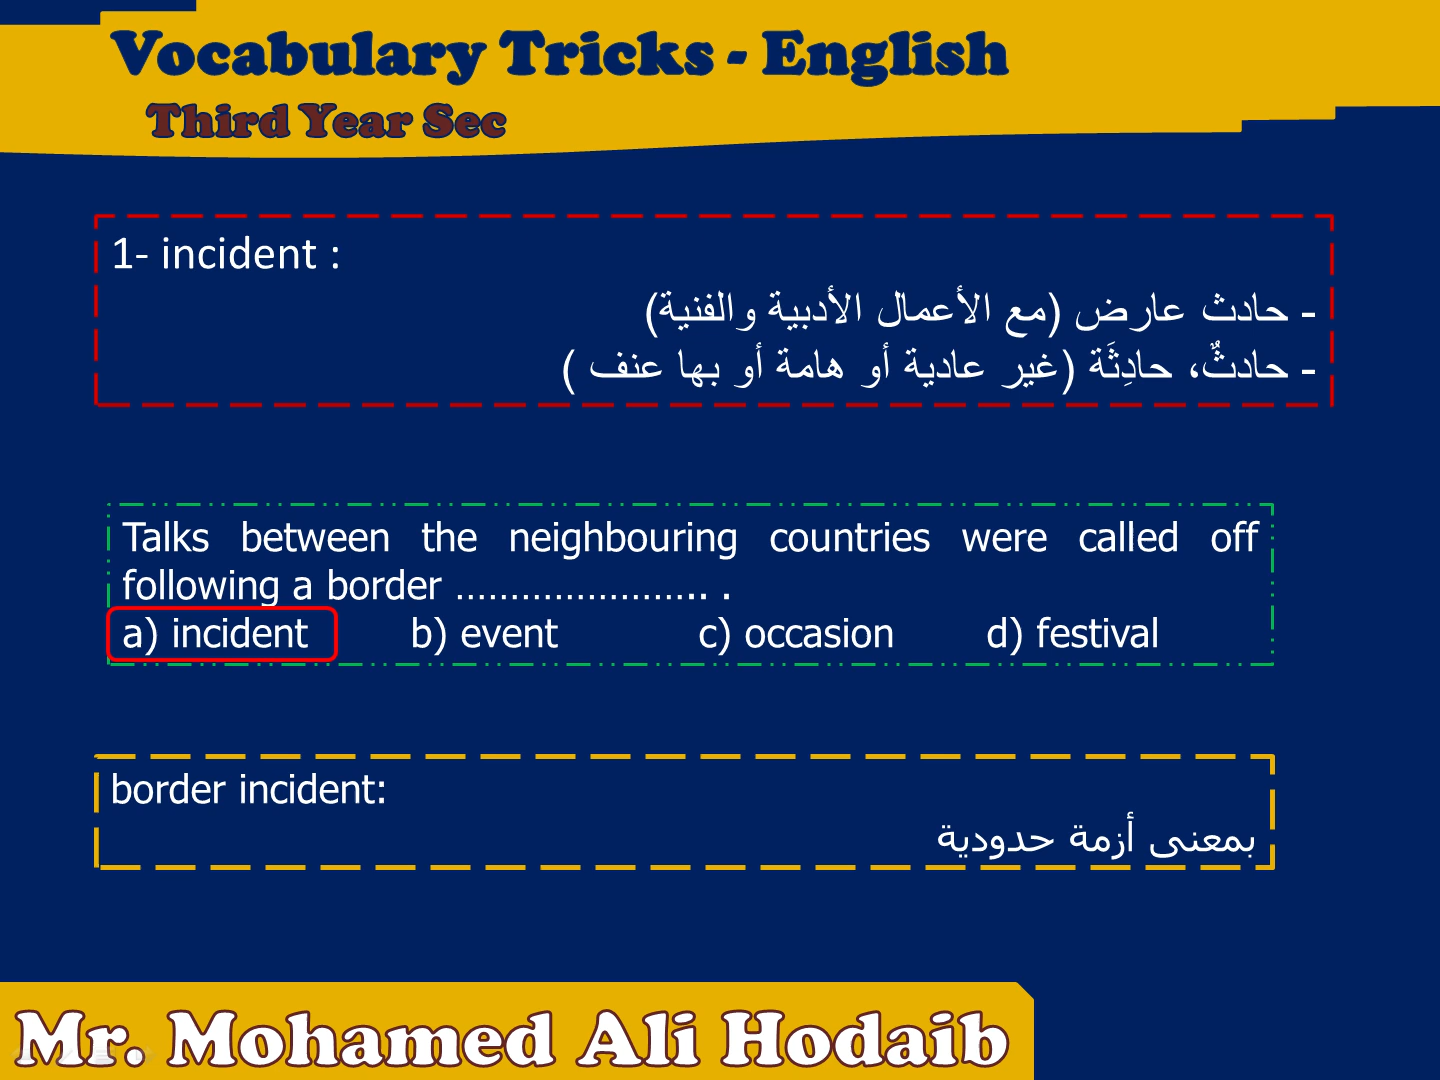 Vocabulary Tricks - English
Third Year Sec
1- incident :
- حادث عارض (مع الأعمال الأدبية والفنية)
- حادثٌ، حادِثَة (غير عادية أو هامة أو بها عنف )
Talks between the neighbouring countries were called off
following a border ………………….. .
a) incident b) event c) occasion d) festival
border incident:
بمعنى أزمة حدودية
Mr. Mohamed Ali Hodaib